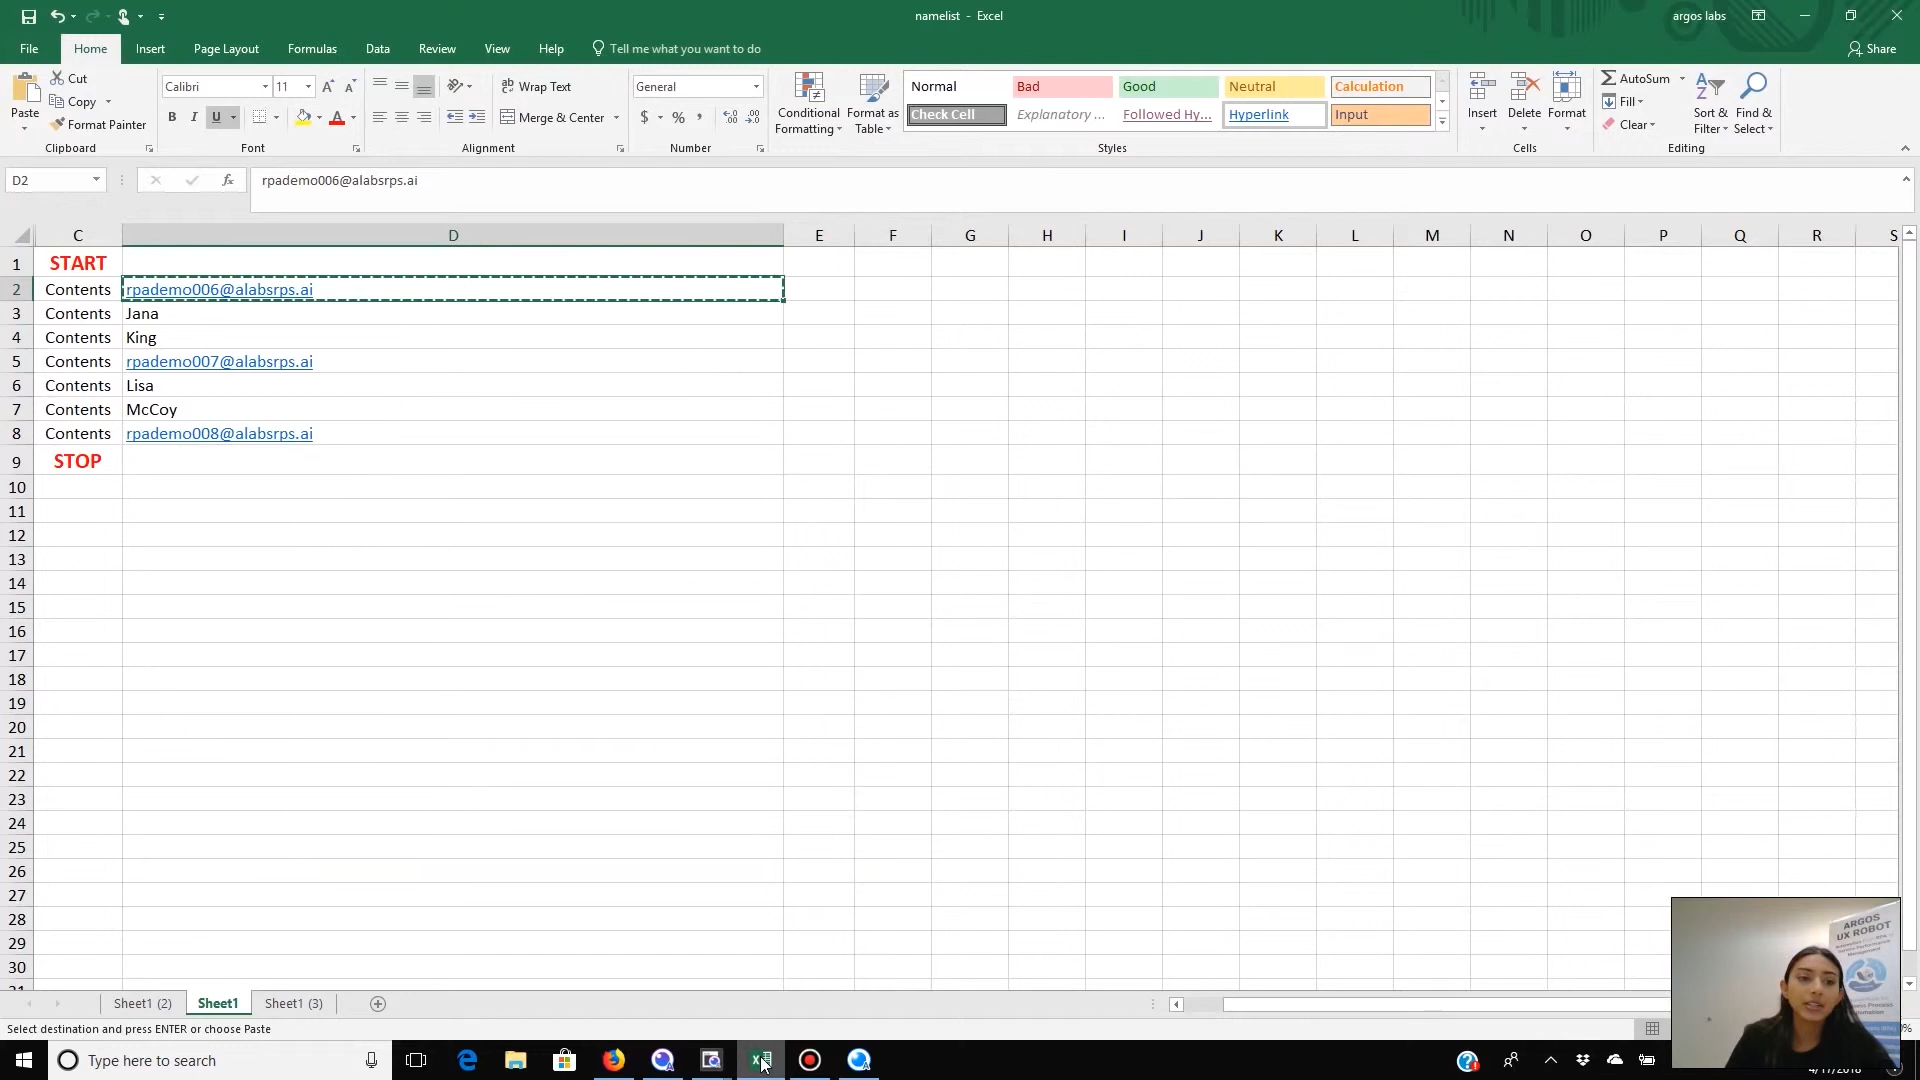 namelist - Excel
argos labs
File Home Insert Page Layout Formulas Data Review View Help Tell me what you want to do Share
Paste
Cut
Copy
Format Painter
Clipboard
Calibri 11
B I U
Font
Wrap Text
Merge & Center
Alignment
General
$ % ,
Number
Conditional Formatting
Format as Table
Normal Bad Good Neutral Calculation
Check Cell Explanatory ... Followed Hy... Hyperlink Input
Styles
Insert Delete Format
Cells
AutoSum
Fill
Clear
Sort & Filter
Find & Select
Editing
D2
fx
rpademo006@alabsrps.ai
C D E F G H I J K L M N O P Q R S
1 START
2 Contents rpademo006@alabsrps.ai
3 Contents Jana
4 Contents King
5 Contents rpademo007@alabsrps.ai
6 Contents Lisa
7 Contents McCoy
8 Contents rpademo008@alabsrps.ai
9 STOP
10
11
12
13
14
15
16
17
18
19
20
21
22
23
24
25
26
27
28
29
30
ARGOS
UX ROBOT
Sheet1 (2) Sheet1 Sheet1 (3)
Select destination and press ENTER or choose Paste
Type here to search